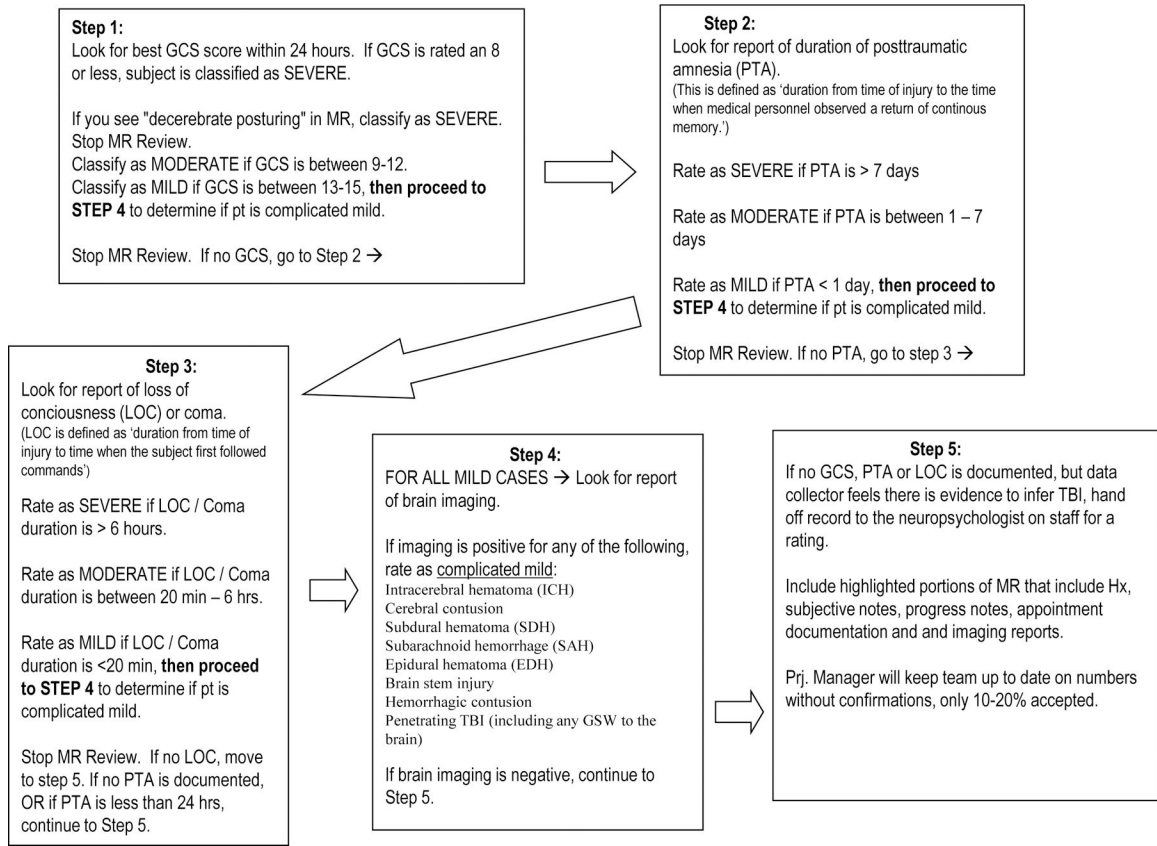 Step 1:
Look for best GCS score within 24 hours. If GCS is rated an 8
or less, subject is classified as SEVERE.
If you see "decerebrate posturing" in MR, classify as SEVERE.
Stop MR Review.
Classify as MODERATE if GCS is between 9-12.
Classify as MILD if GCS is between 13-15, then proceed to
STEP 4 to determine if pt is complicated mild.
Stop MR Review. If no GCS, go to Step 2 →
Step 2:
Look for report of duration of posttraumatic
amnesia (PTA).
(This is defined as ‘duration from time of injury to the time
when medical personnel observed a return of continous
memory.’)
Rate as SEVERE if PTA is > 7 days
Rate as MODERATE if PTA is between 1 – 7
days
Rate as MILD if PTA < 1 day, then proceed to
STEP 4 to determine if pt is complicated mild.
Stop MR Review. If no PTA, go to step 3 →
Step 3:
Look for report of loss of
conciousness (LOC) or coma.
(LOC is defined as ‘duration from time of
injury to time when the subject first followed
commands’)
Rate as SEVERE if LOC / Coma
duration is > 6 hours.
Rate as MODERATE if LOC / Coma
duration is between 20 min – 6 hrs.
Rate as MILD if LOC / Coma
duration is <20 min, then proceed
to STEP 4 to determine if pt is
complicated mild.
Stop MR Review. If no LOC, move
to step 5. If no PTA is documented,
OR if PTA is less than 24 hrs,
continue to Step 5.
Step 4:
FOR ALL MILD CASES → Look for report
of brain imaging.
If imaging is positive for any of the following,
rate as complicated mild:
Intracerebral hematoma (ICH)
Cerebral contusion
Subdural hematoma (SDH)
Subarachnoid hemorrhage (SAH)
Epidural hematoma (EDH)
Brain stem injury
Hemorrhagic contusion
Penetrating TBI (including any GSW to the
brain)
If brain imaging is negative, continue to
Step 5.
Step 5:
If no GCS, PTA or LOC is documented, but data
collector feels there is evidence to infer TBI, hand
off record to the neuropsychologist on staff for a
rating.
Include highlighted portions of MR that include Hx,
subjective notes, progress notes, appointment
documentation and and imaging reports.
Prj. Manager will keep team up to date on numbers
without confirmations, only 10-20% accepted.